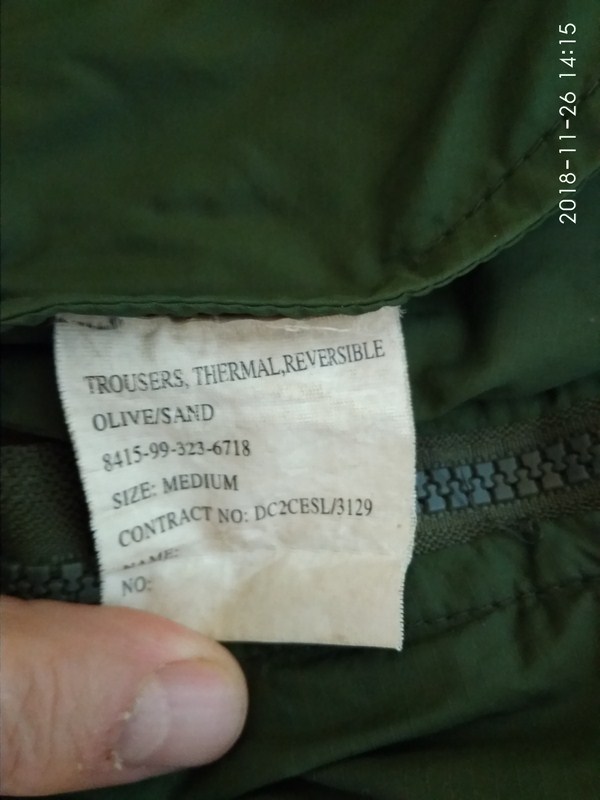 TROUSERS, THERMAL,REVERSIBLE
OLIVE/SAND
8415-99-323-6718
SIZE: MEDIUM
CONTRACT NO: DC2CESL/3129
NAME:
NO:
2018-11-26 14:15